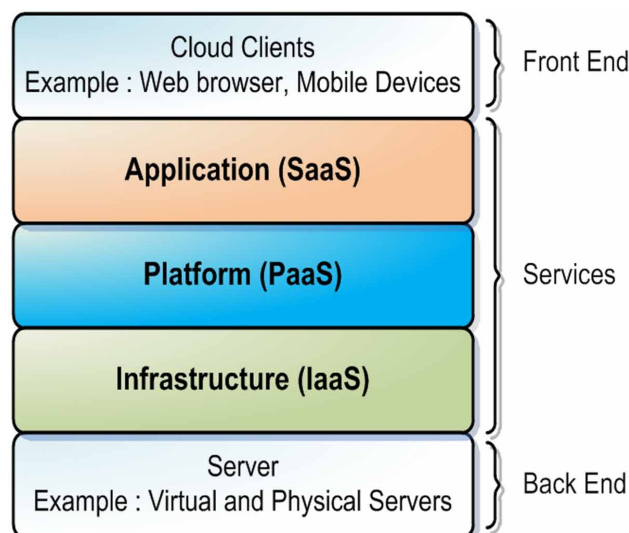 Cloud Clients
Example : Web browser, Mobile Devices
Front End
Application (SaaS)
Platform (PaaS)
Services
Infrastructure (IaaS)
Server
Example : Virtual and Physical Servers
Back End